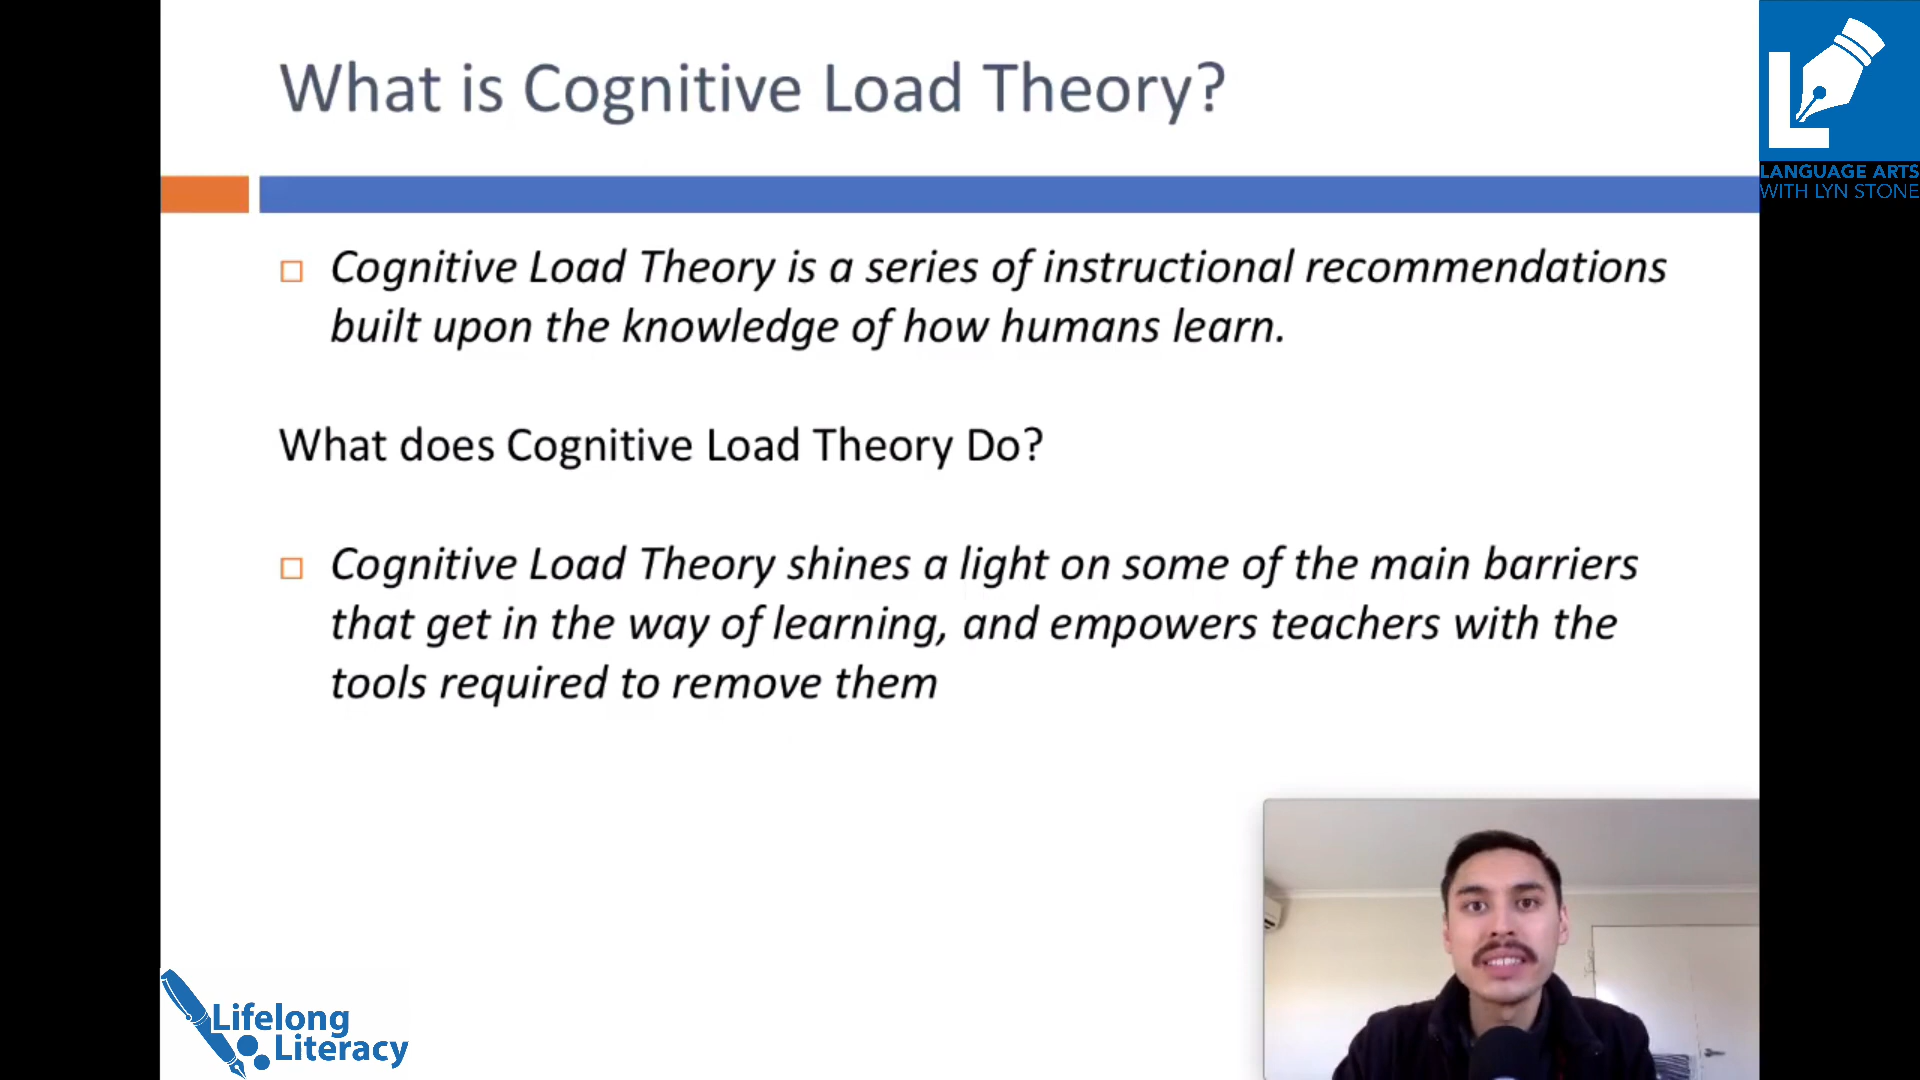 What is Cognitive Load Theory?
LANGUAGE ARTS
WITH LYN STONE
Cognitive Load Theory is a series of instructional recommendations
built upon the knowledge of how humans learn.
What does Cognitive Load Theory Do?
Cognitive Load Theory shines a light on some of the main barriers
that get in the way of learning, and empowers teachers with the
tools required to remove them
Lifelong
Literacy